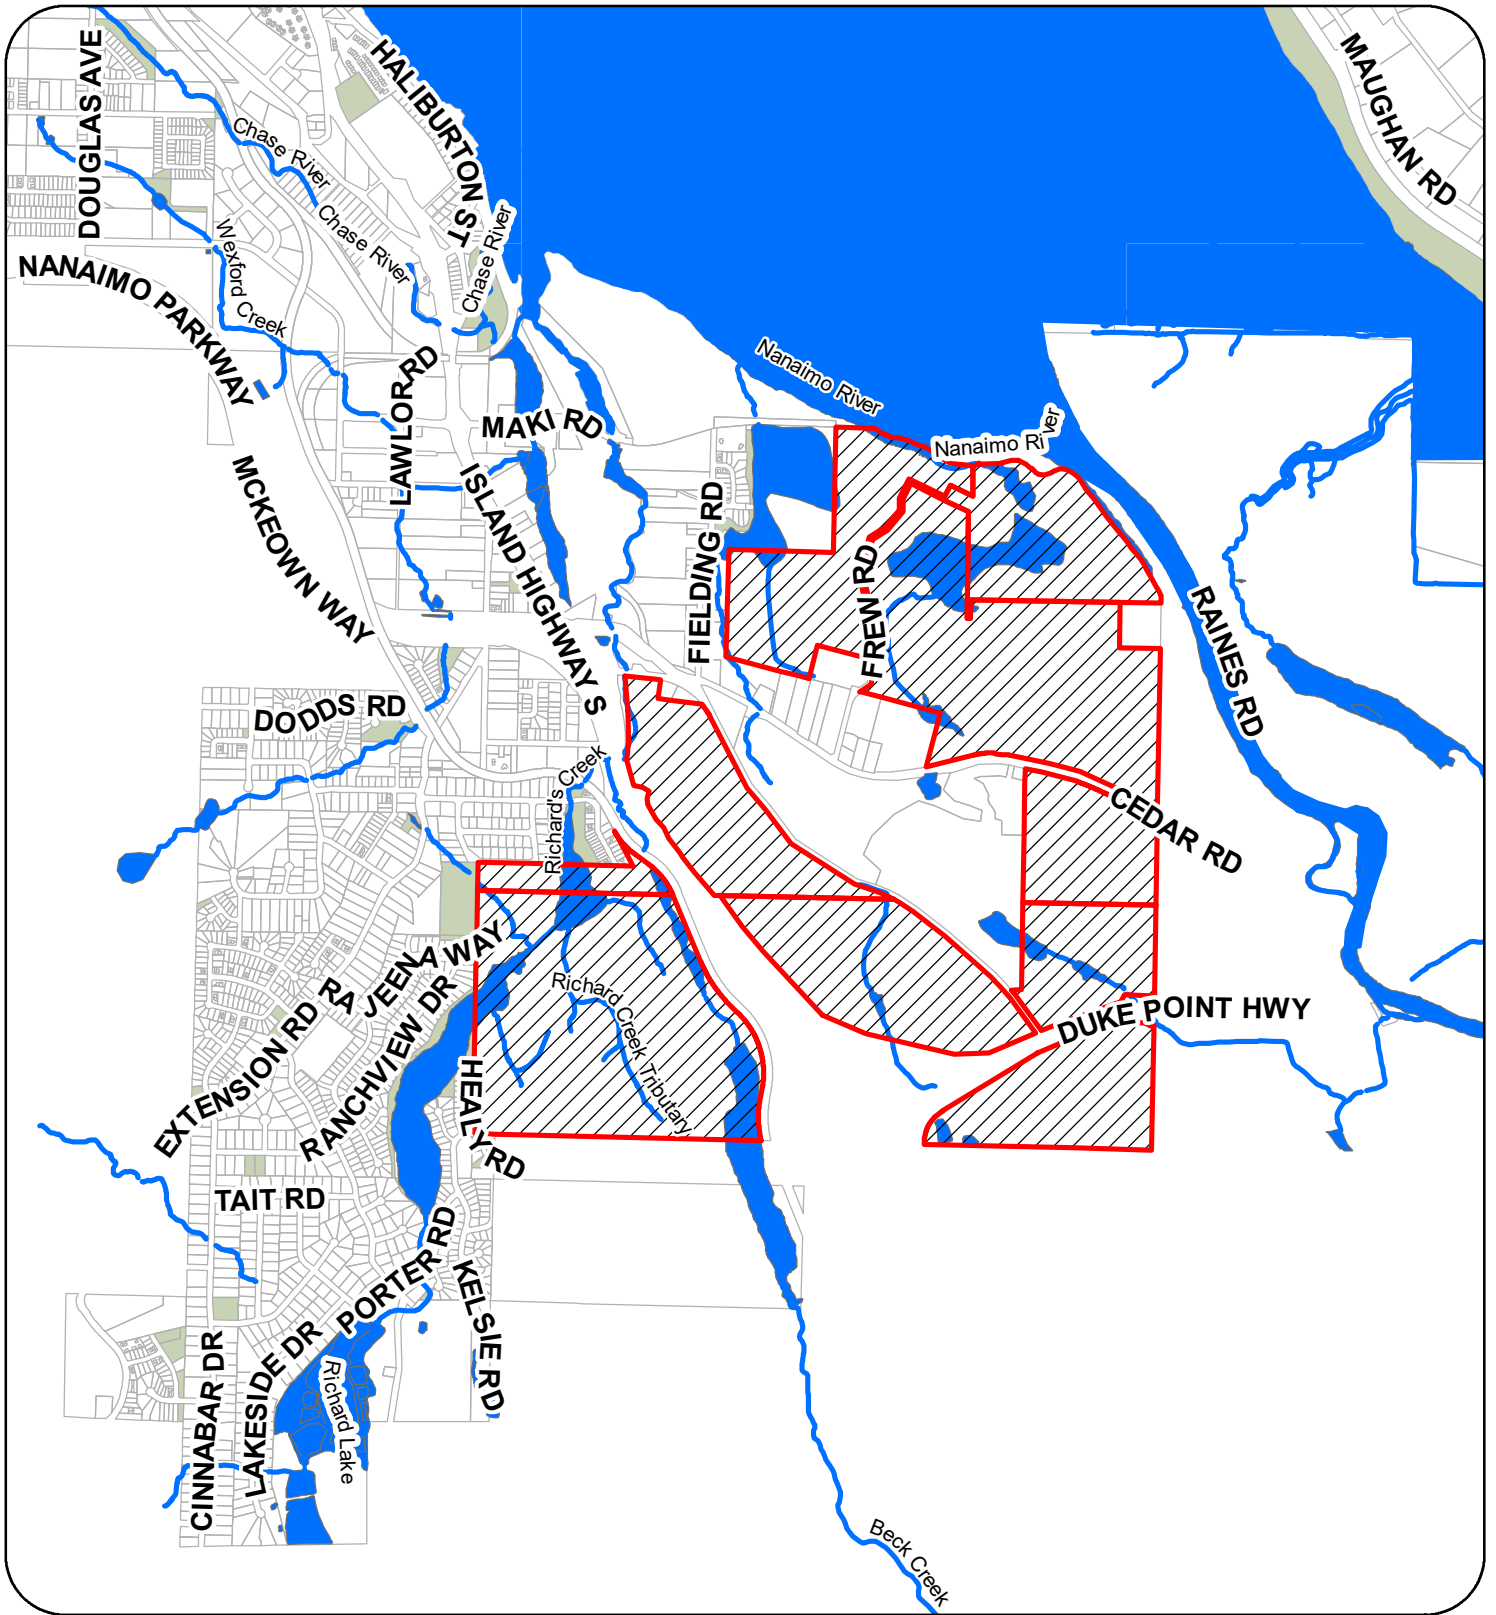 DOUGLAS AVE
HALIBURTON ST
MAUGHAN RD
Chase River
Chase River
Chase River
Wexford Creek
NANAIMO PARKWAY
LAWLOR RD
MAKI RD
Nanaimo River
Nanaimo River
MCKEOWN WAY
ISLAND HIGHWAY S
FIELDING RD
FREW RD
RAINES RD
DODDS RD
Richard's Creek
CEDAR RD
RAJEENA WAY
EXTENSION RD
RANCHVIEW DR
Richard Creek Tributary
DUKE POINT HWY
HEALY RD
TAIT RD
PORTER RD
KELSIE RD
CINNABAR DR
LAKESIDE DR
Richard Lake
Beck Creek